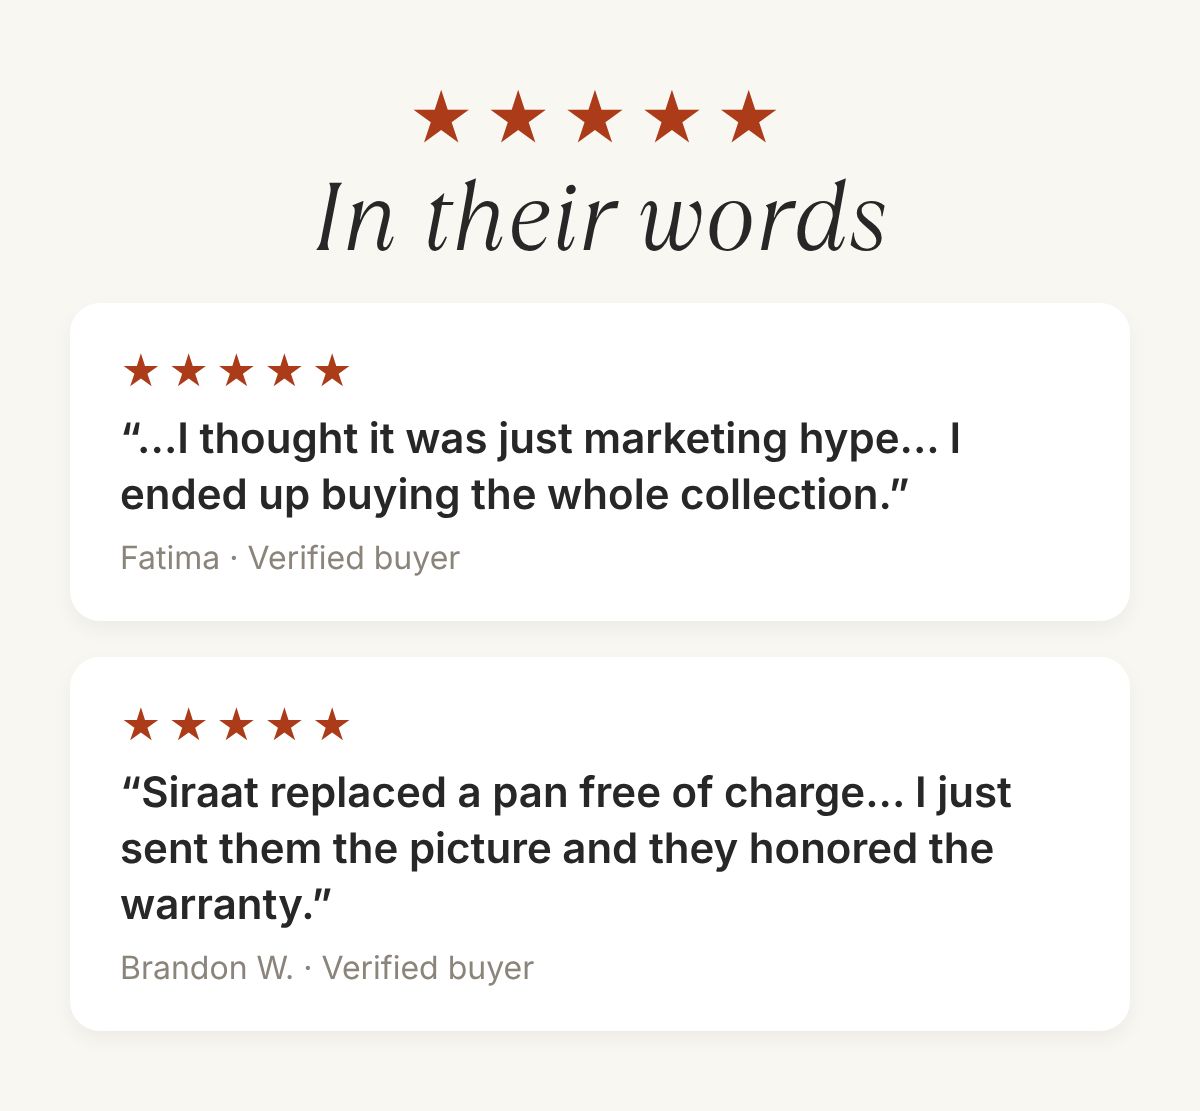 ★★★★★
In their words
★★★★★
“…I thought it was just marketing hype… I
ended up buying the whole collection.”
Fatima · Verified buyer
★★★★★
“Siraat replaced a pan free of charge… I just
sent them the picture and they honored the
warranty.”
Brandon W. · Verified buyer